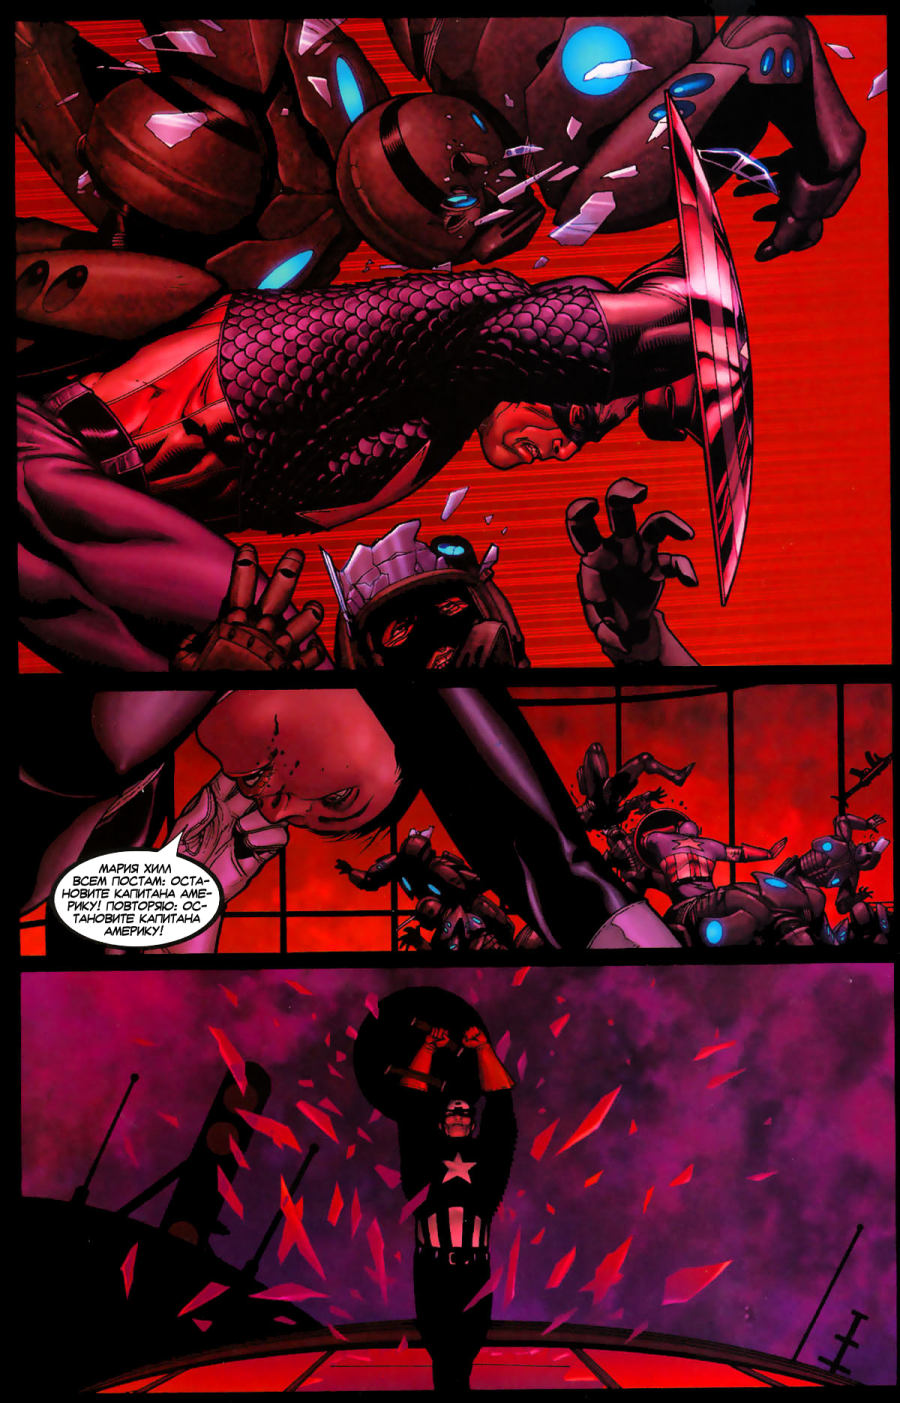 МАРИЯ ХИЛЛ
ВСЕМ ПОСТАМ: ОСТА-
НОВИТЕ КАПИТАНА АМЕ-
РИКУ! ПОВТОРЯЮ: ОС-
ТАНОВИТЕ КАПИТАНА
АМЕРИКУ!